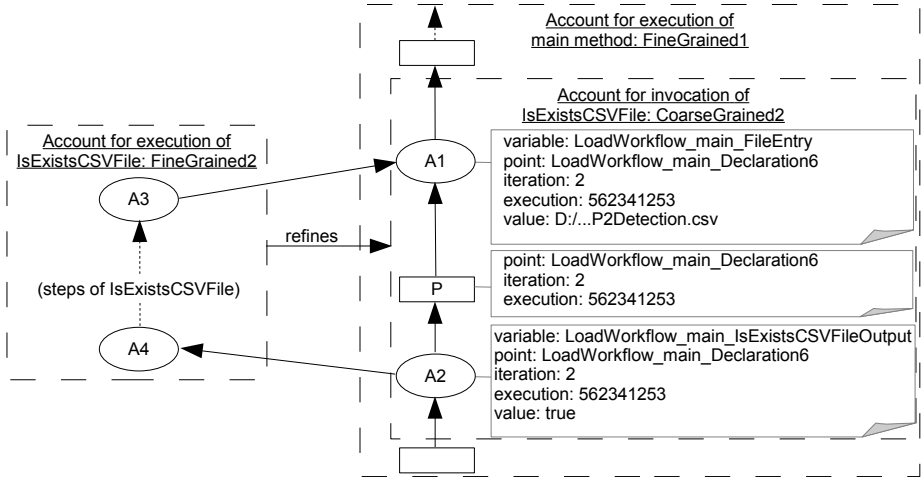 Account for execution of
main method: FineGrained1
Account for invocation of
IsExistsCSVFile: CoarseGrained2
Account for execution of
IsExistsCSVFile: FineGrained2
A1
variable: LoadWorkflow_main_FileEntry
point: LoadWorkflow_main_Declaration6
iteration: 2
execution: 562341253
value: D:/...P2Detection.csv
A3
refines
(steps of IsExistsCSVFile)
P
point: LoadWorkflow_main_Declaration6
iteration: 2
execution: 562341253
A4
A2
variable: LoadWorkflow_main_IsExistsCSVFileOutput
point: LoadWorkflow_main_Declaration6
iteration: 2
execution: 562341253
value: true